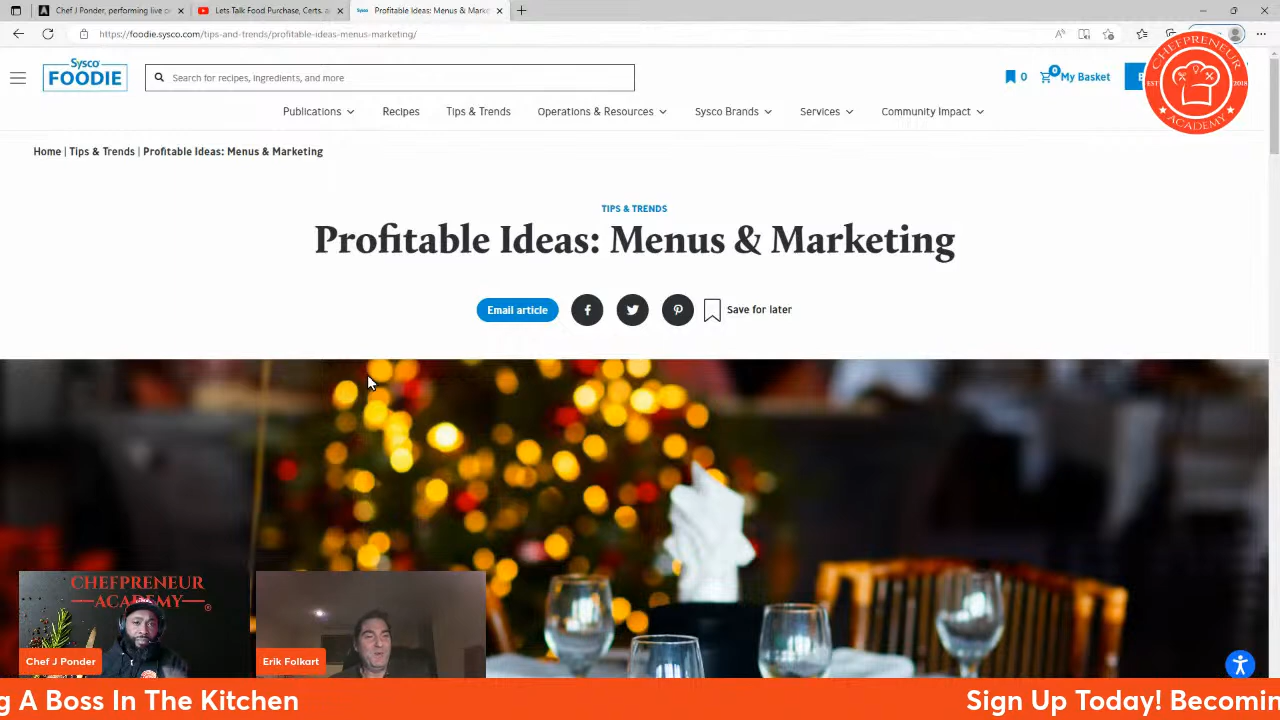 Chef J Ponder, performing live c
Lets Talk Food Purchase, Certs. a
Profitable Ideas: Menus & Marke
https://foodie.sysco.com/tips-and-trends/profitable-ideas-menus-marketing/
Sysco
FOODIE
Search for recipes, ingredients, and more
0
0
My Basket
CHEFPRENEUR
EST
2018
ACADEMY
Publications
Recipes
Tips & Trends
Operations & Resources
Sysco Brands
Services
Community Impact
Home | Tips & Trends | Profitable Ideas: Menus & Marketing
TIPS & TRENDS
Profitable Ideas: Menus & Marketing
Email article
Save for later
CHEFPRENEUR
ACADEMY®
Chef J Ponder
Erik Folkart
g A Boss In The Kitchen
Sign Up Today! Becomin